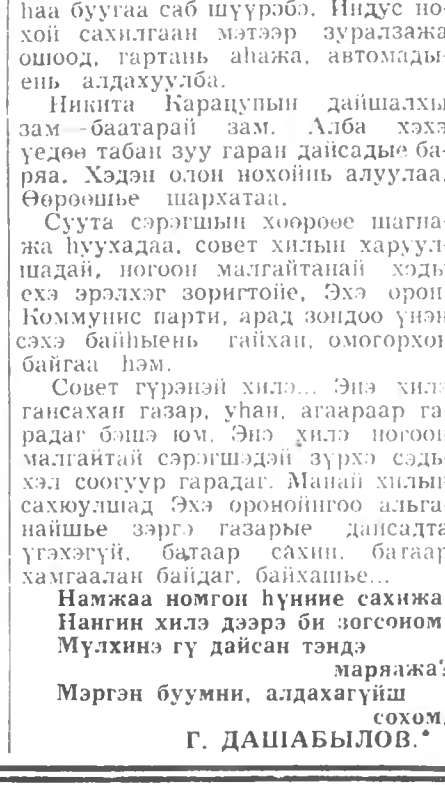 һаа буугаа саб шүүрэбэ. Индус но-
хой сахилгаан мэтээр зуралзажа
ошоод, гартань аһажа, автомады-
ень алдахуулба.
Никита Карацупын дайшалхы
зам -баатарай зам. Алба хэхэ
үедөө табан зуу гаран дайсадые ба-
ряа. Хэдэн олон нохойнь алуулаа.
Өөрөөшье шархатаа.
Суута сэрэгшын хөөрөөе шагна-
жа һуухадаа, совет хилын харуул-
шадай, ногоон малгайтанай хэды
ехэ эрэлхэг зоригтойе, Эхэ орон,
Коммунис парти, арад зондоо үнэн
сэхэ байһыень гайхан, омогорхон
байгаа һэм.
Совет гүрэнэй хилэ... Энэ хилэ
гансахан газар, уһан, агаараар га-
радаг бэшэ юм. Энэ хилэ ногоон
малгайтай сэрэгшэдэй зүрхэ сэдь-
хэл соогуур гарадаг. Манай хилын
сахюулшад Эхэ оронойнгоо альга-
найшье зэргэ газарые дайсадта
үгэхэгүй, батаар сахин, батаар
хамгаалан байдаг, байхашье...
Намжаа номгон һүниие сахижа
Нангин хилэ дээрэ би зогсоном
Мүлхинэ гү дайсан тэндэ
маряажа?
Мэргэн буумни, алдахагүйш
сохом.
Г. ДАШАБЫЛОВ.*